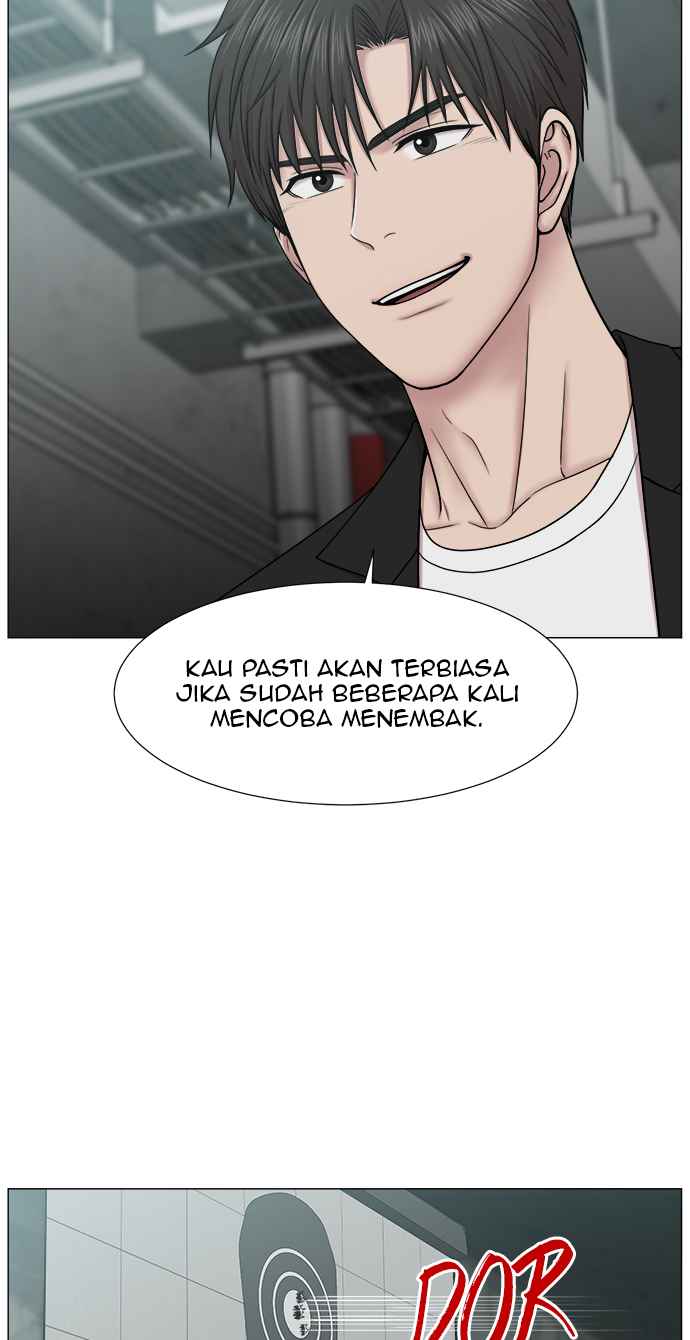 KAU PASTI AKAN TERBIASA
JIKA SUDAH BEBERAPA KALI
MENCOBA MENEMBAK.
DOR